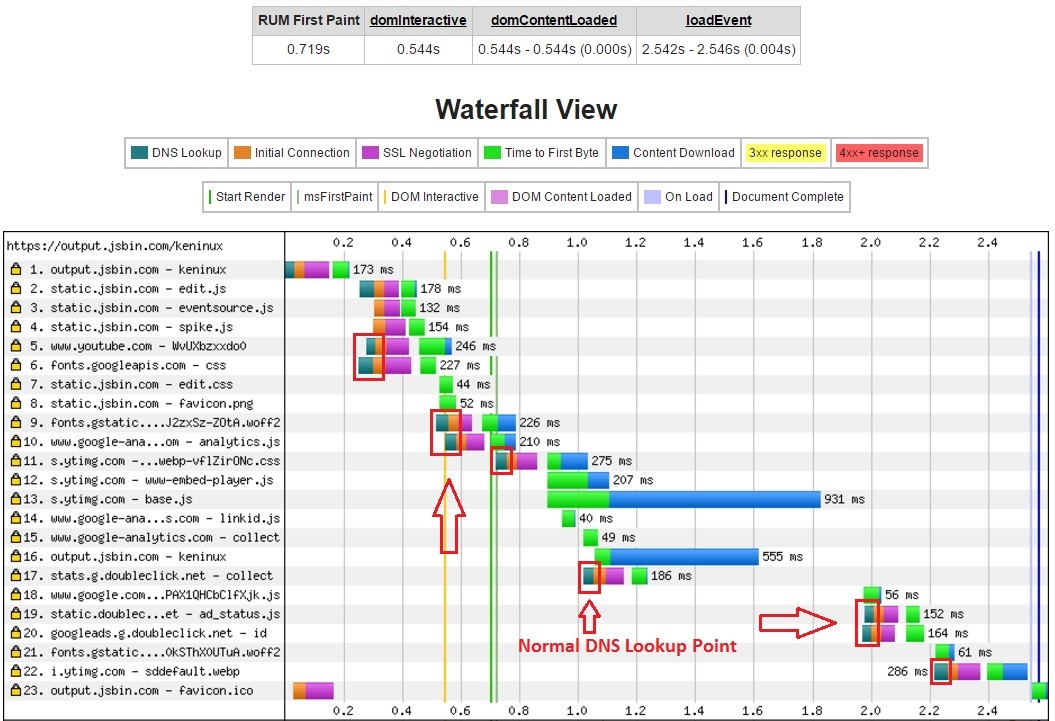 RUM First Paint domInteractive domContentLoaded loadEvent
0.719s 0.544s 0.544s - 0.544s (0.000s) 2.542s - 2.546s (0.004s)
Waterfall View
DNS Lookup Initial Connection SSL Negotiation Time to First Byte Content Download 3xx response 4xx+ response
Start Render msFirstPaint DOM Interactive DOM Content Loaded On Load Document Complete
https://output.jsbin.com/keninux 0.2 0.4 0.6 0.8 1.0 1.2 1.4 1.6 1.8 2.0 2.2 2.4
1. output.jsbin.com - keninux 173 ms
2. static.jsbin.com - edit.js 178 ms
3. static.jsbin.com - eventsource.js 132 ms
4. static.jsbin.com - spike.js 154 ms
5. www.youtube.com - WvUXbzxxdo0 246 ms
6. fonts.googleapis.com - css 227 ms
7. static.jsbin.com - edit.css 44 ms
8. static.jsbin.com - favicon.png 52 ms
9. fonts.gstatic....J2zxSz-ZOtA.woff2 226 ms
10. www.google-ana...om - analytics.js 210 ms
11. s.ytimg.com -...webp-vflZirONc.css 275 ms
12. s.ytimg.com - www-embed-player.js 207 ms
13. s.ytimg.com - base.js 931 ms
14. www.google-ana...s.com - linkid.js 40 ms
15. www.google-analytics.com - collect 49 ms
16. output.jsbin.com - keninux 555 ms
17. stats.g.doubleclick.net - collect 186 ms
18. www.google.com...PAX1QHCbClfXjk.js 56 ms
19. static.doublec...et - ad_status.js 152 ms
20. googleads.g.doubleclick.net - id 164 ms
Normal DNS Lookup Point
21. fonts.gstatic....OkSThXOUTuA.woff2 61 ms
22. i.ytimg.com - sddefault.webp 286 ms
23. output.jsbin.com - favicon.ico
0.2 0.4 0.6 0.8 1.0 1.2 1.4 1.6 1.8 2.0 2.2 2.4